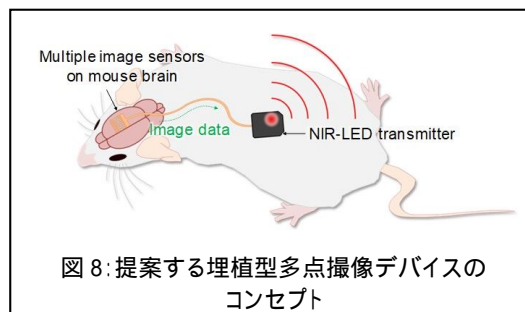 Multiple image sensors
on mouse brain
Image data
NIR-LED transmitter
図 8:提案する埋植型多点撮像デバイスの
コンセプト